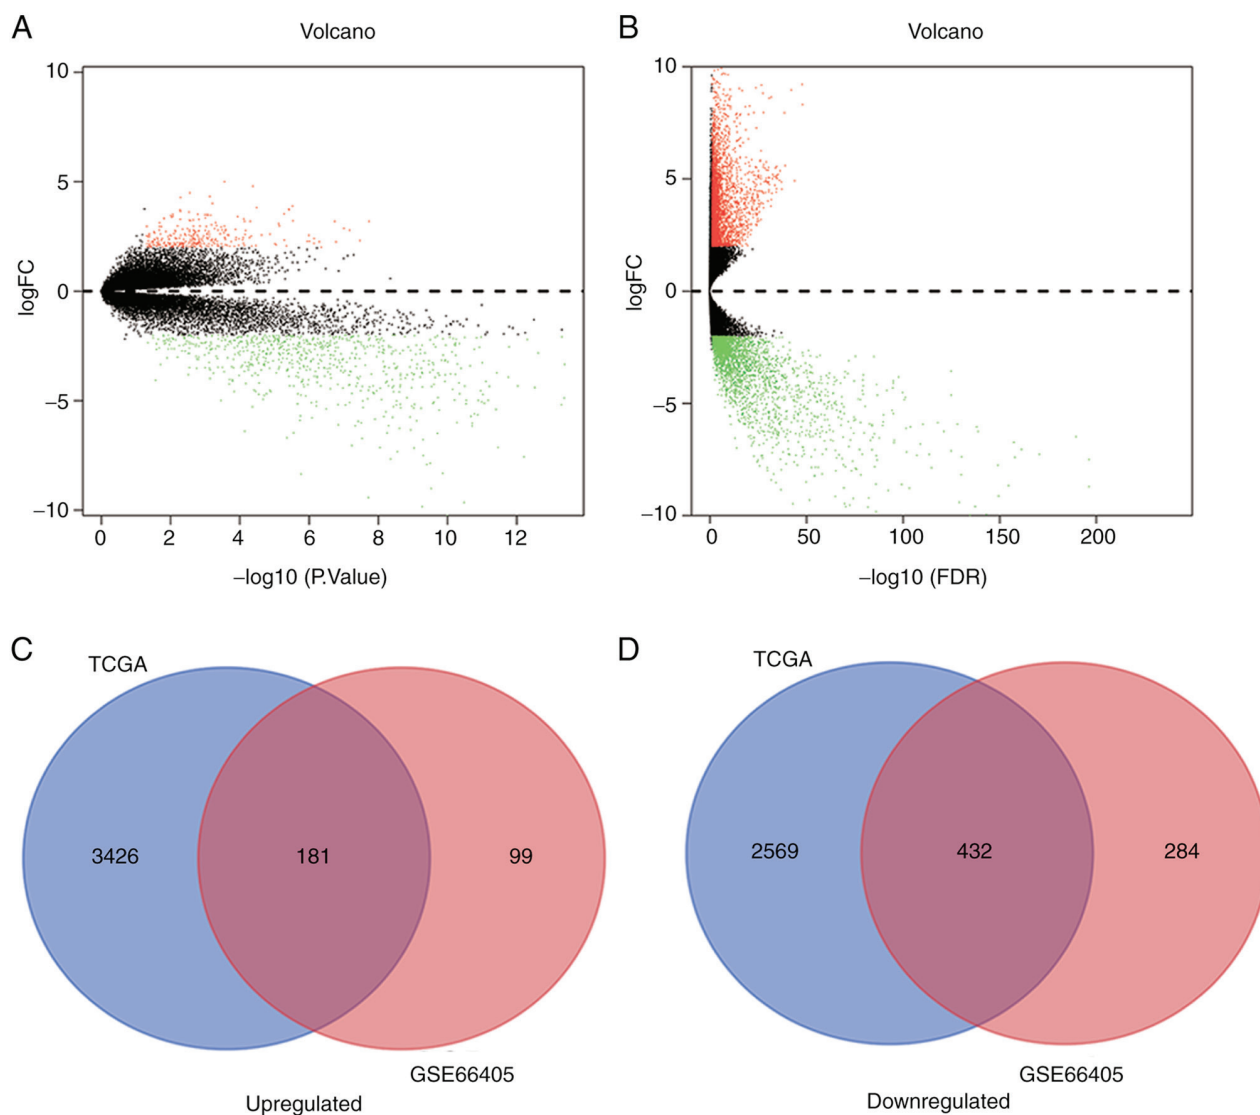 A
Volcano
10
5
0
−5
−10
logFC
0 2 4 6 8 10 12
−log10 (P.Value)
B
Volcano
10
5
0
−5
−10
logFC
0 50 100 150 200
−log10 (FDR)
C
TCGA
3426 181 99
GSE66405
Upregulated
D
TCGA
2569 432 284
GSE66405
Downregulated